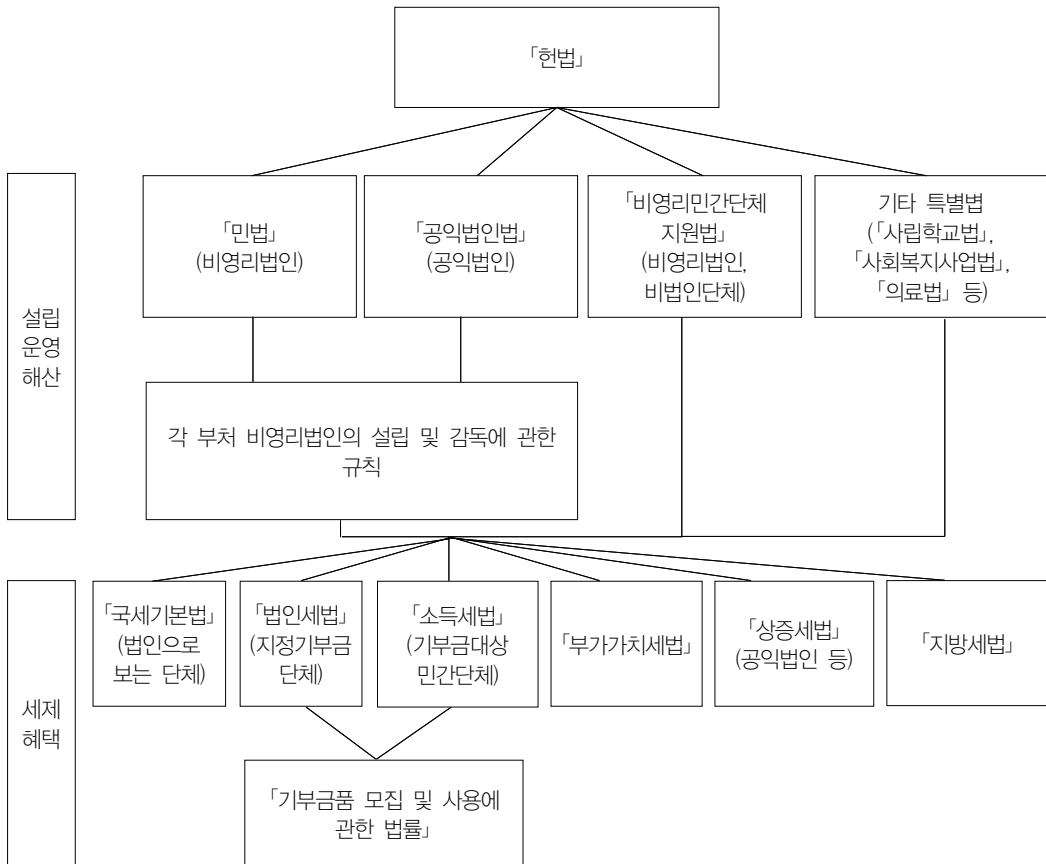 「헌법」
설립
운영
해산
「민법」
(비영리법인)
「공익법인법」
(공익법인)
「비영리민간단체
지원법」
(비영리법인,
비법인단체)
기타 특별볍
(「사립학교법」,
「사회복지사업법」,
「의료법」 등)
각 부처 비영리법인의 설립 및 감독에 관한
규칙
세제
혜택
「국세기본법」
(법인으로
보는 단체)
「법인세법」
(지정기부금
단체)
「소득세법」
(기부금대상
민간단체)
「부가가치세법」
「상증세법」
(공익법인 등)
「지방세법」
「기부금품 모집 및 사용에
관한 법률」